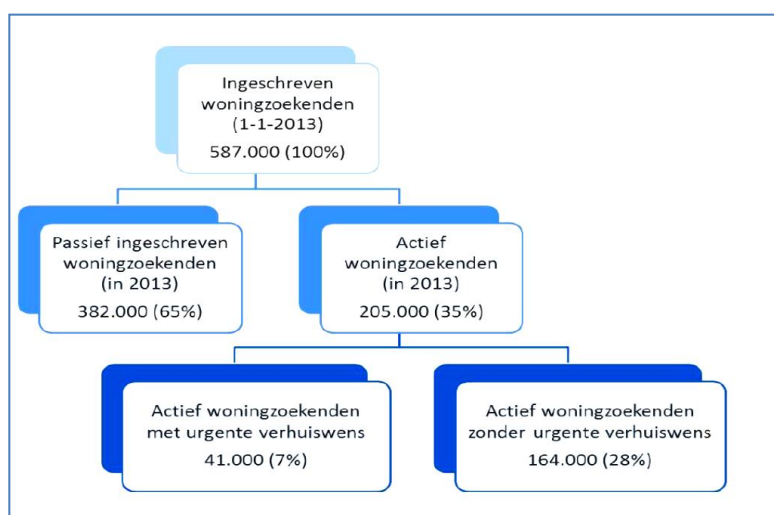 Ingeschreven
woningzoekenden
(1-1-2013)
587.000 (100%)
Passief ingeschreven
woningzoekenden
(in 2013)
382.000 (65%)
Actief
woningzoekenden
(in 2013)
205.000 (35%)
Actief woningzoekenden
met urgente verhuiswens
41.000 (7%)
Actief woningzoekenden
zonder urgente verhuiswens
164.000 (28%)